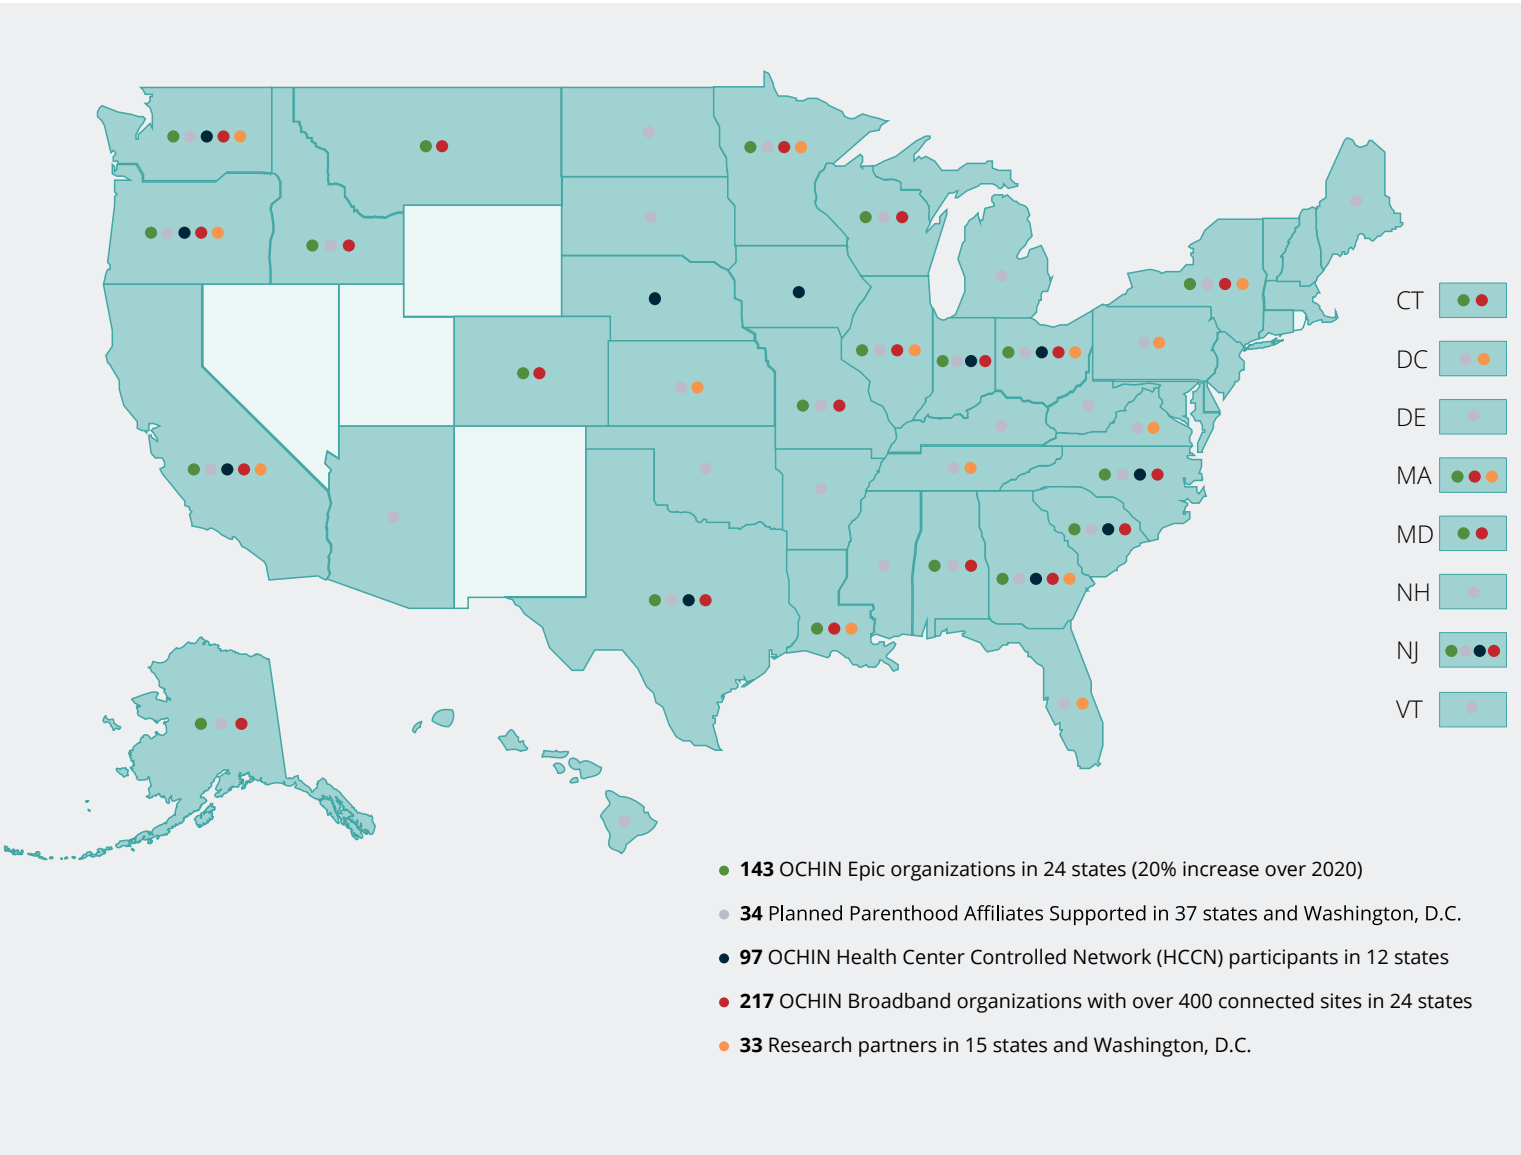 CT
DC
DE
MA
MD
NH
NJ
VT
143 OCHIN Epic organizations in 24 states (20% increase over 2020)
34 Planned Parenthood Affiliates Supported in 37 states and Washington, D.C.
97 OCHIN Health Center Controlled Network (HCCN) participants in 12 states
217 OCHIN Broadband organizations with over 400 connected sites in 24 states
33 Research partners in 15 states and Washington, D.C.